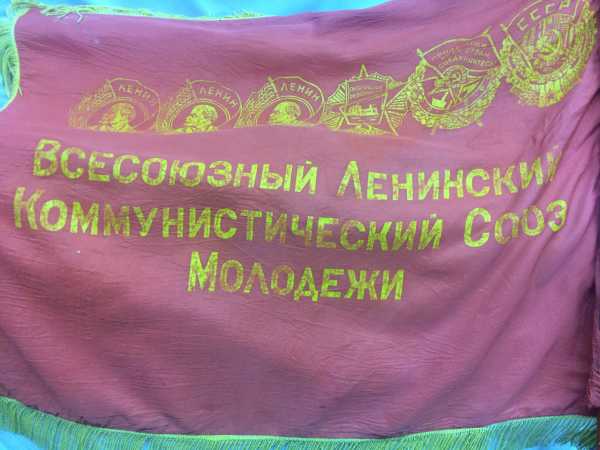 ЛЕНИН ЛЕНИН ЛЕНИН
СССР
Всесоюзный Ленинский
Коммунистический Союз
Молодежи